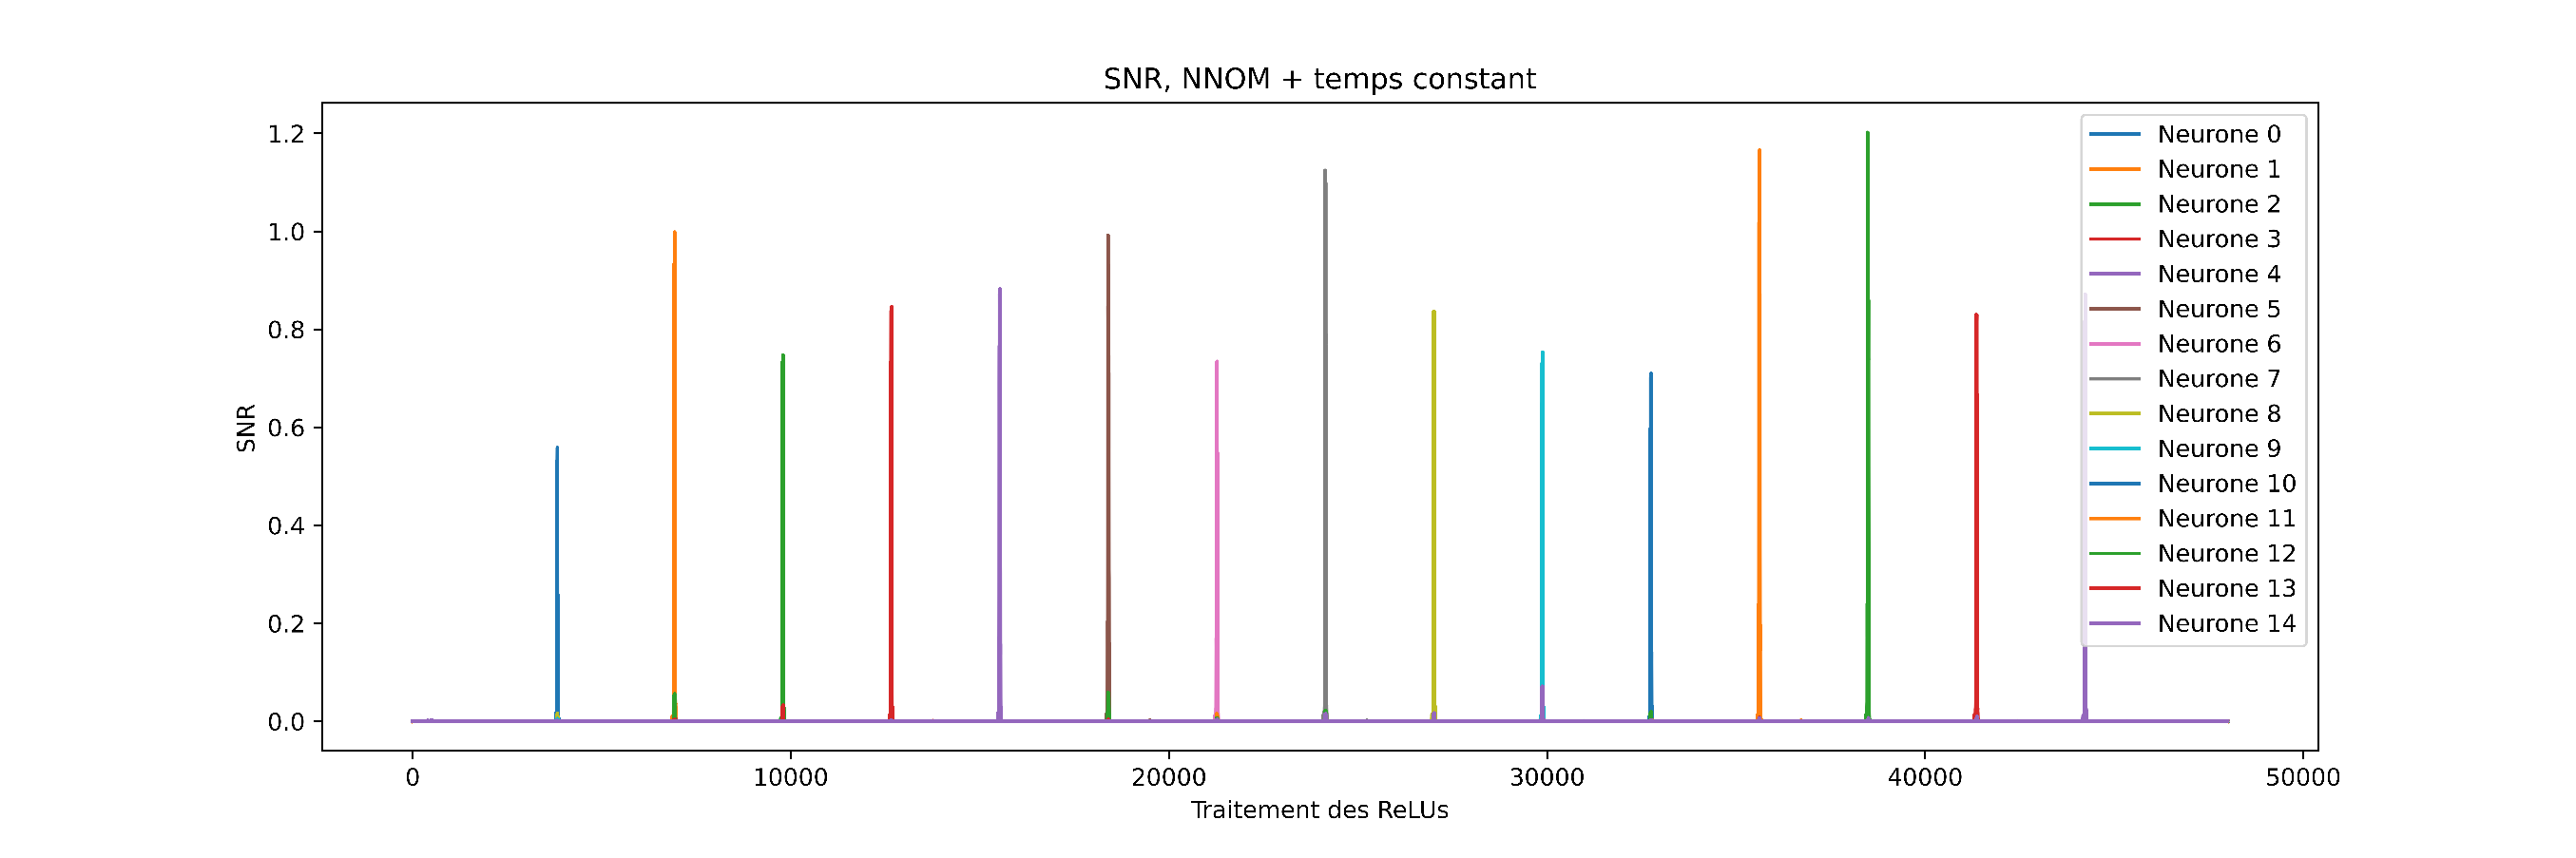 SNR, NNOM + temps constant
1.2
1.0
0.8
0.6
0.4
0.2
0.0
SNR
0
10000
20000
30000
40000
50000
Traitement des ReLUs
Neurone 0
Neurone 1
Neurone 2
Neurone 3
Neurone 4
Neurone 5
Neurone 6
Neurone 7
Neurone 8
Neurone 9
Neurone 10
Neurone 11
Neurone 12
Neurone 13
Neurone 14